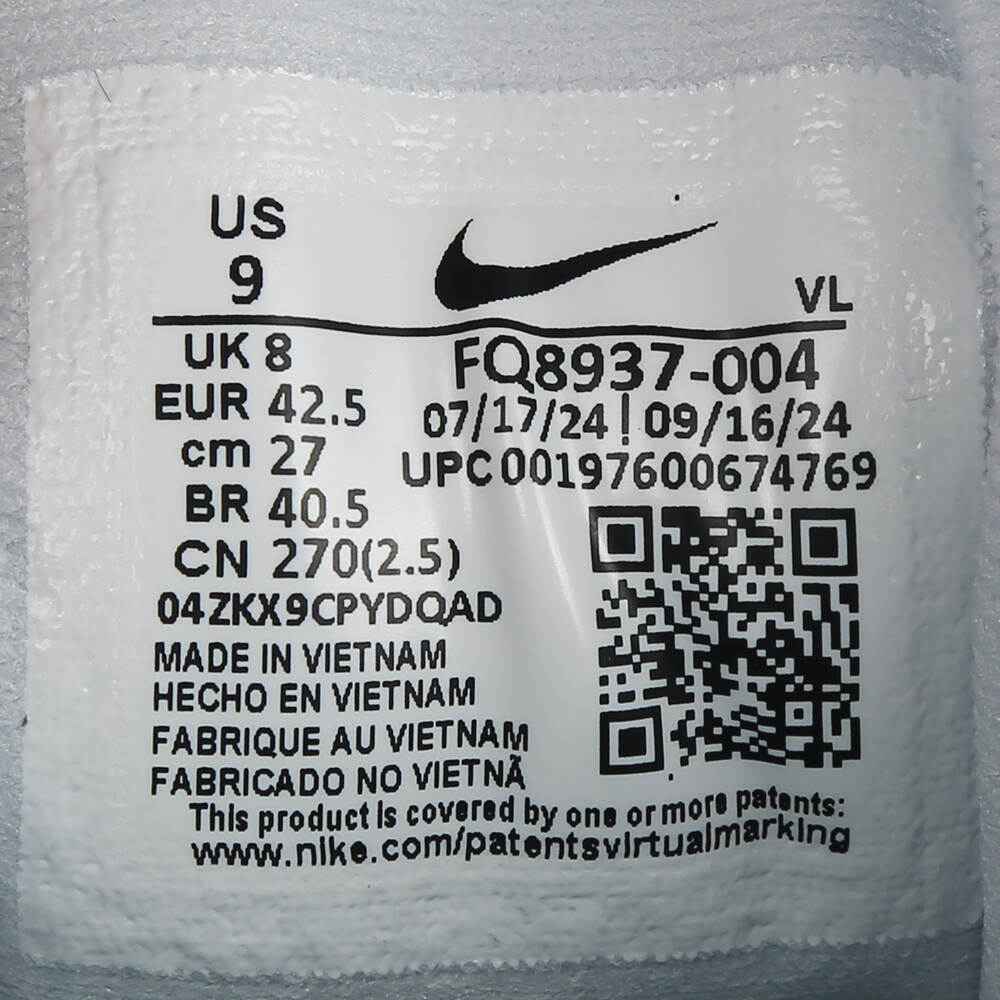 US
9
VL
UK 8
EUR 42.5
cm 27
BR 40.5
CN 270(2.5)
FQ8937-004
07/17/24 | 09/16/24
UPC 00197600674769
04ZKX9CPYDQAD
MADE IN VIETNAM
HECHO EN VIETNAM
FABRIQUE AU VIETNAM
FABRICADO NO VIETNÃ
This product is covered by one or more patents:
www.nike.com/patentsvirtualmarking